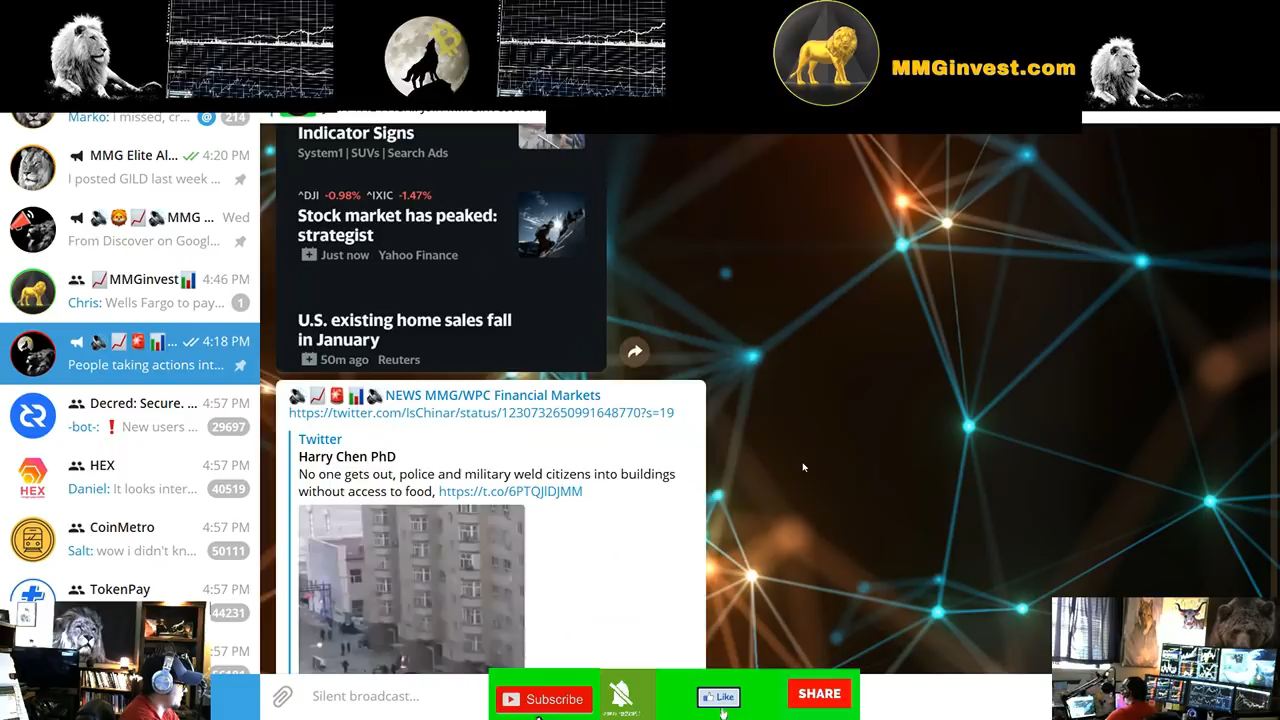 MMGinvest.com
Marko: I missed, cr... @ 214
MMG Elite Al... 4:20 PM
I posted GILD last week ...
MMG ... Wed
From Discover on Googl...
MMGinvest 4:46 PM
Chris: Wells Fargo to pay... 1
... 4:18 PM
People taking actions int...
Decred: Secure. ... 4:57 PM
-bot-: ❗ New users ... 29697
HEX 4:57 PM
Daniel: It looks inter... 40519
CoinMetro 4:57 PM
Salt: wow i didn't kn... 50111
TokenPay 4:57 PM
44231
:57 PM
Indicator Signs
System1 | SUVs | Search Ads
^DJI -0.98% ^IXIC -1.47%
Stock market has peaked:
strategist
Just now Yahoo Finance
U.S. existing home sales fall
in January
50m ago Reuters
NEWS MMG/WPC Financial Markets
https://twitter.com/IsChinar/status/1230732650991648770?s=19
Twitter
Harry Chen PhD
No one gets out, police and military weld citizens into buildings
without access to food, https://t.co/6PTQJlDJMM
Silent broadcast...
Subscribe
Like
SHARE